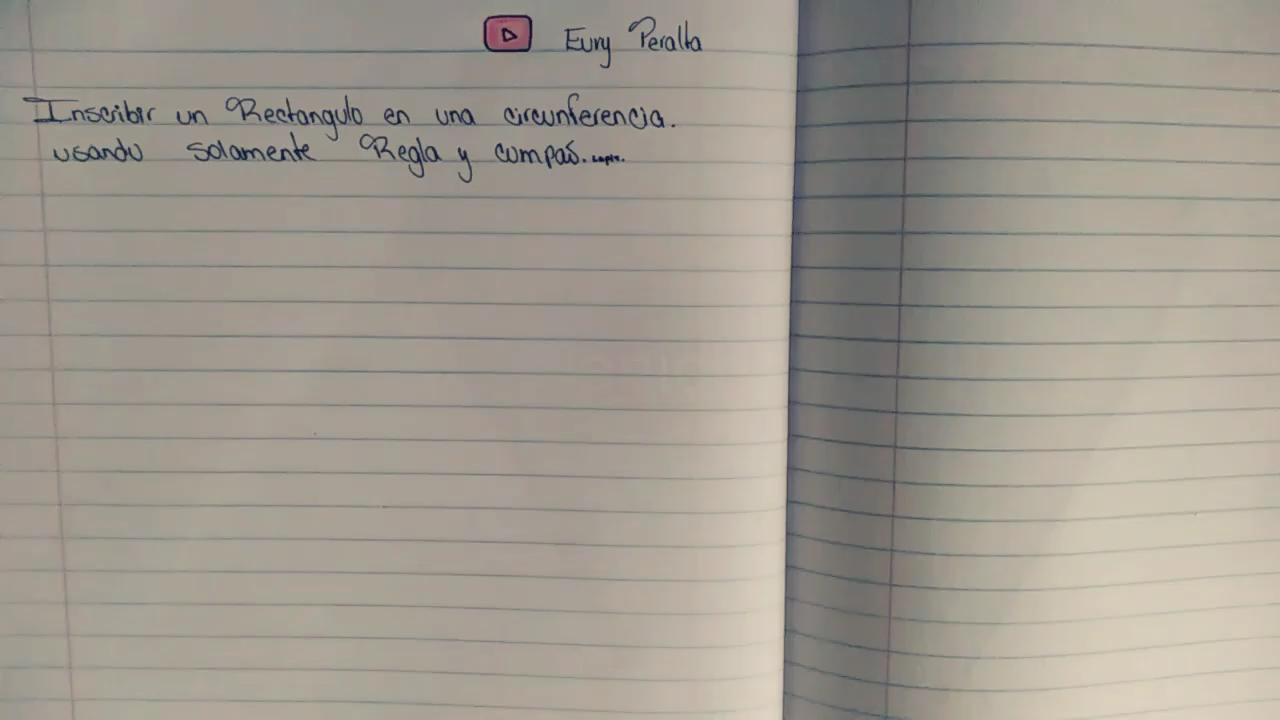 Eury Peralta
Inscribir un Rectangulo en una circunferencia.
usando solamente Regla y compas.